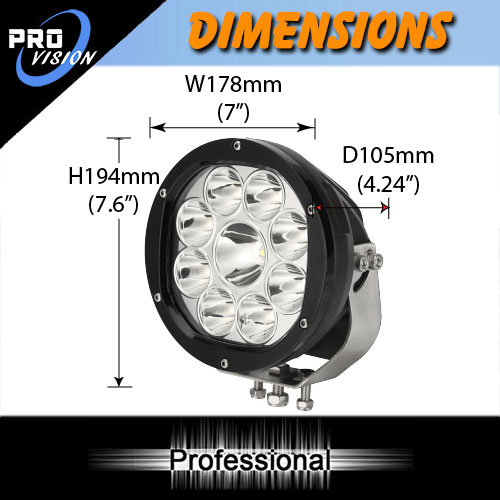 PRO
VISION
DIMENSIONS
W178mm
(7”)
H194mm
(7.6”)
D105mm
(4.24”)
Professional